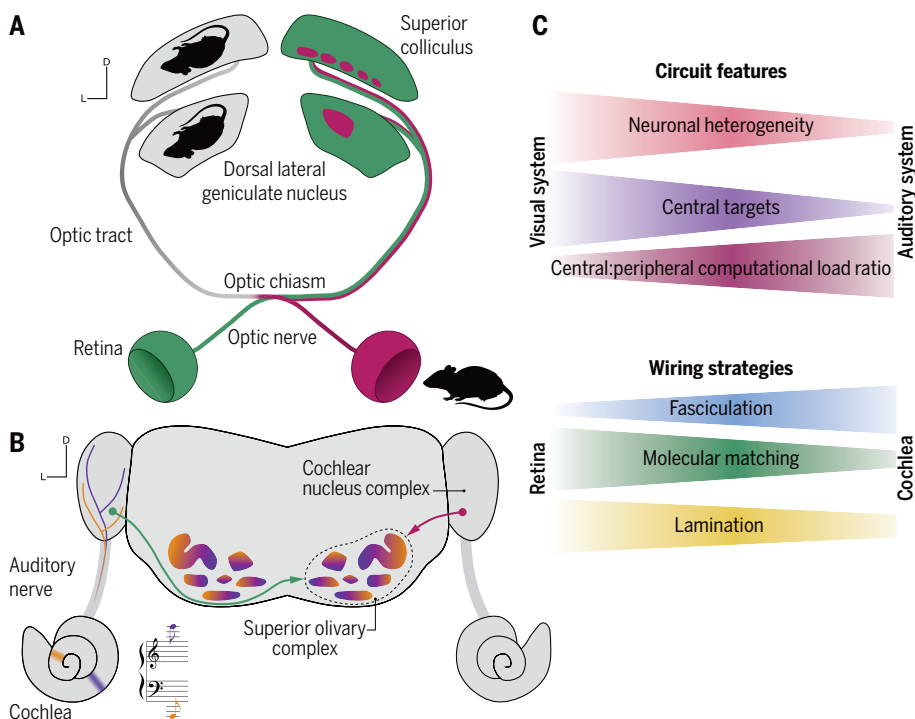 A
D
L
Superior
colliculus
Dorsal lateral
geniculate nucleus
Optic tract
Optic chiasm
Optic nerve
Retina
B
D
L
Cochlear
nucleus complex
Auditory
nerve
Superior olivary
complex
Cochlea
C
Circuit features
Visual system
Neuronal heterogeneity
Central targets
Central:peripheral computational load ratio
Auditory system
Wiring strategies
Retina
Fasciculation
Molecular matching
Lamination
Cochlea